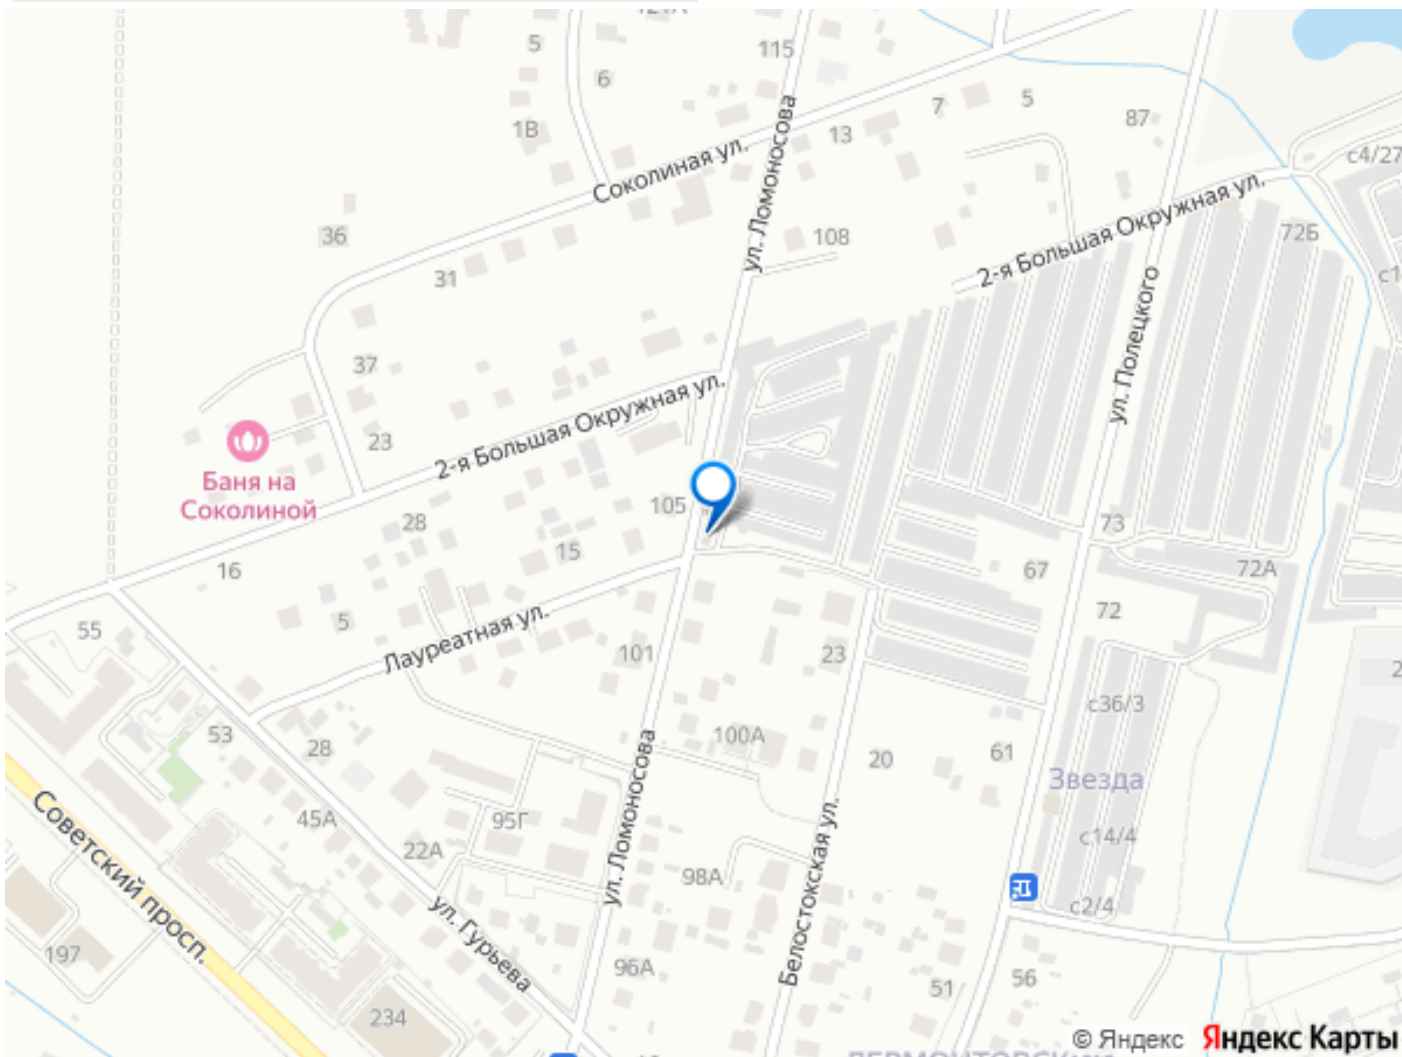 115
5
6
1В
Соколиная ул.
ул. Ломоносова
13
7
5
87
с4/27
36
31
108
2-я Большая Окружная ул.
72Б
37
23
Баня на
Соколиной
2-я Большая Окружная ул.
ул. Полецкого
105
28
15
16
5
55
Лауреатная ул.
73
67
72А
72
101
23
с36/3
53
28
100А
20
61
Звезда
45А
95Г
22А
ул. Ломоносова
98А
Белостокская ул.
с14/4
с2/4
Советский просп.
ул. Гурьева
197
96А
51
56
234
© Яндекс Яндекс Карты